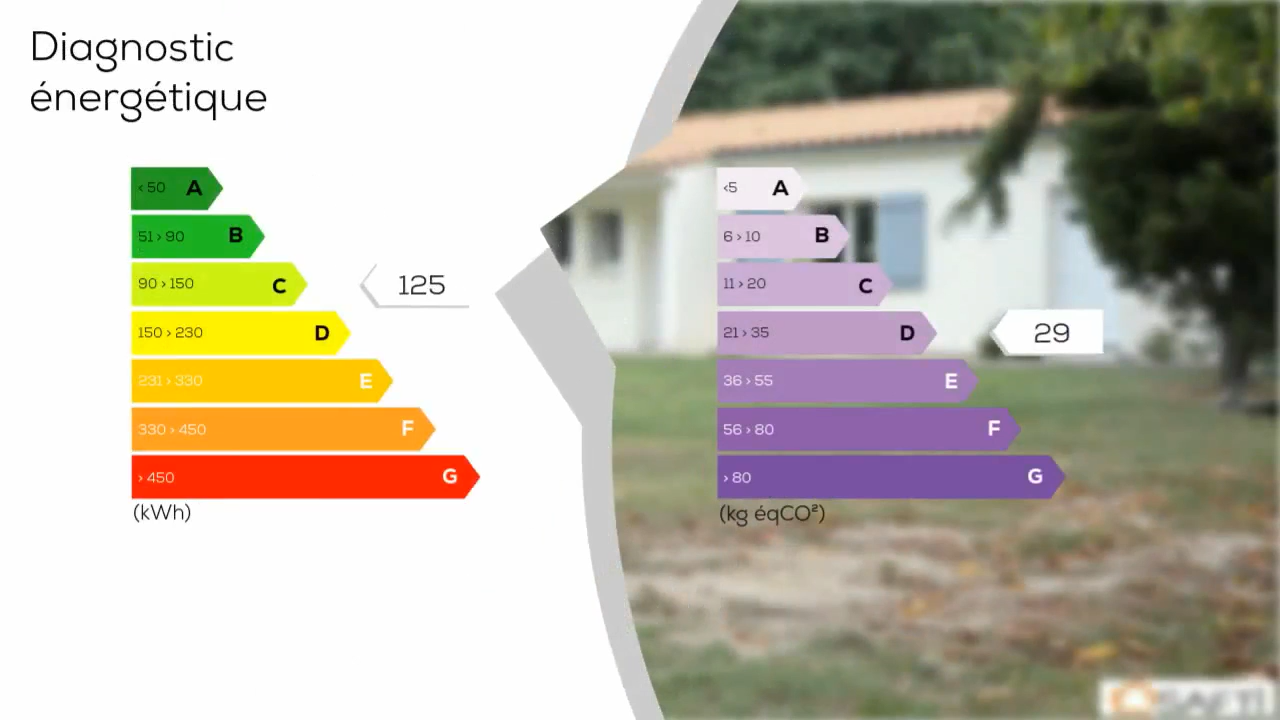 Diagnostic
énergétique
< 50 A
51 > 90 B
90 > 150 C
125
150 > 230 D
231 > 330 E
330 > 450 F
> 450 G
(kWh)
<5 A
6 > 10 B
11 > 20 C
21 > 35 D
29
36 > 55 E
56 > 80 F
> 80 G
(kg éqCO²)
SAFTI